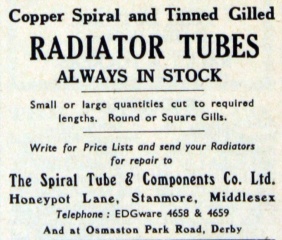 Copper Spiral and Tinned Gilled
RADIATOR TUBES
ALWAYS IN STOCK
Small or large quantities cut to required
lengths. Round or Square Gills.
Write for Price Lists and send your Radiators
for repair to
The Spiral Tube & Components Co. Ltd.
Honeypot Lane, Stanmore, Middlesex
Telephone : EDGware 4658 & 4659
And at Osmaston Park Road, Derby